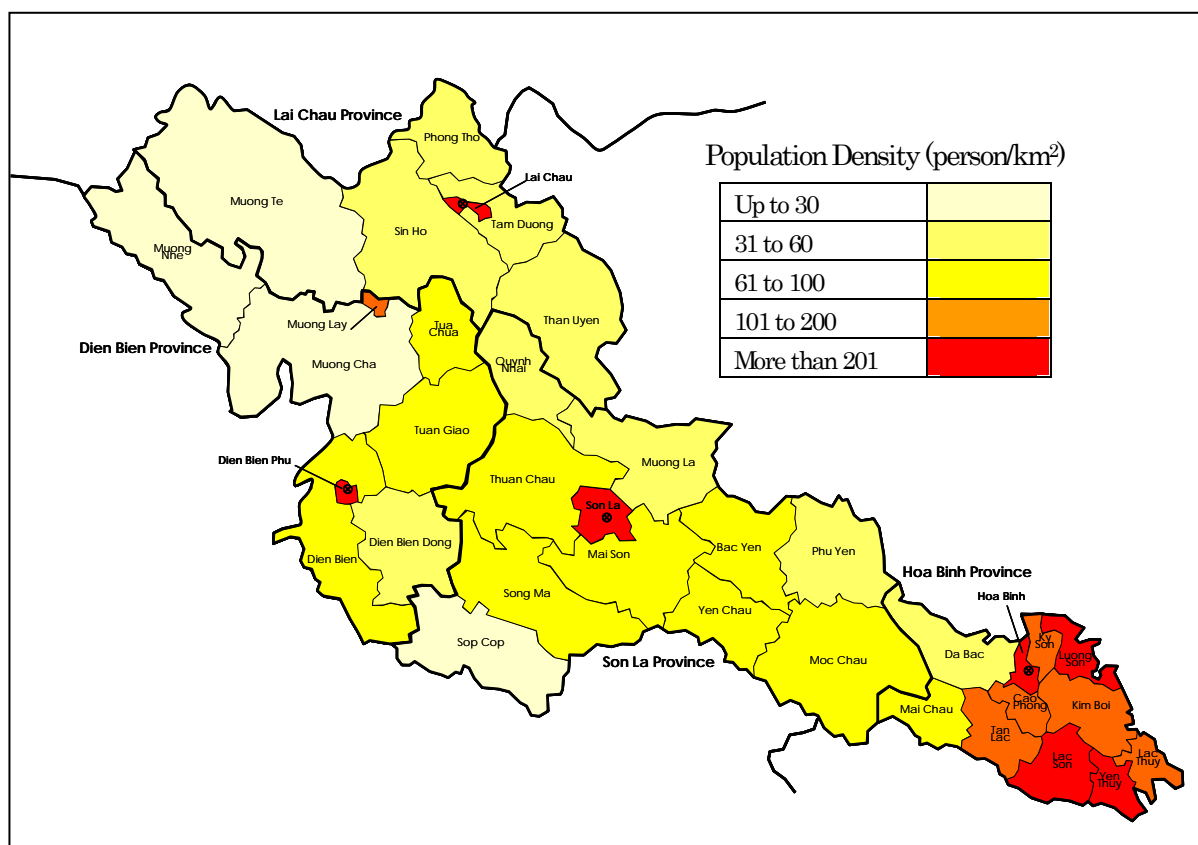 Lai Chau Province
Phong Tho
Population Density (person/km²)
Up to 30
31 to 60
61 to 100
101 to 200
More than 201
Lai Chau
Muong Te
Tam Duong
Sin Ho
Muong
Nhe
Muong Lay
Tua
Chua
Than Uyen
Dien Bien Province
Muong Cha
Quynh
Nhai
Tuan Giao
Dien Bien Phu
Muong La
Thuan Chau
Son La
Dien Bien
Dien Bien Dong
Mai Son
Bac Yen
Phu Yen
Hoa Binh Province
Hoa Binh
Song Ma
Yen Chau
Sop Cop
Son La Province
Moc Chau
Da Bac
Ky
Son
Luong
Son
Mai Chau
Cao
Phong
Kim Boi
Tan
Lac
Lac
Son
Yen
Thuy
Lac
Thuy